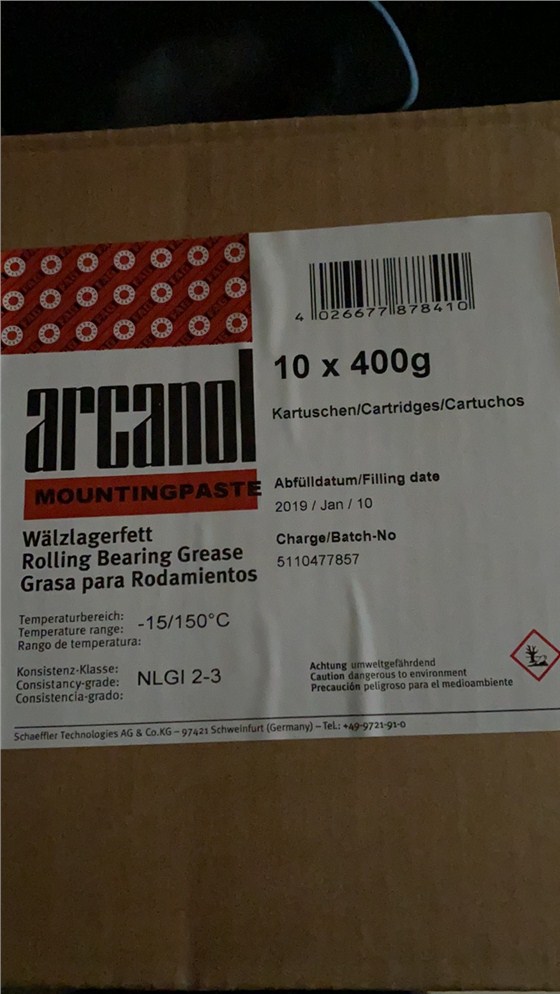 4 026677 878410
10 x 400g
Kartuschen/Cartridges/Cartuchos
arcanol
MOUNTINGPASTE
Abfülldatum/Filling date
2019 / Jan / 10
Wälzlagerfett
Rolling Bearing Grease
Grasa para Rodamientos
Charge/Batch-No
5110477857
Temperaturbereich:
Temperature range:
Rango de temperatura:
-15/150°C
Konsistenz-Klasse:
Consistancy-grade:
Consistencia-grado:
NLGI 2-3
Achtung umweltgefährdend
Caution dangerous to environment
Precaución peligroso para el medioambiente
Schaeffler Technologies AG & Co.KG – 97421 Schweinfurt (Germany) – Tel.: +49-9721-91-0